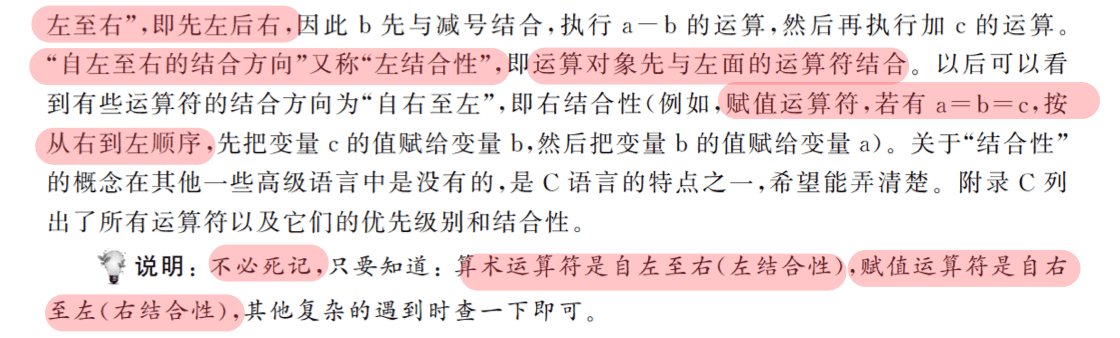 左至右”,即先左后右,因此 b 先与减号结合,执行 a-b 的运算,然后再执行加 c 的运算。
“自左至右的结合方向”又称“左结合性”,即运算对象先与左面的运算符结合。以后可以看
到有些运算符的结合方向为“自右至左”,即右结合性(例如,赋值运算符,若有 a=b=c,按
从右到左顺序,先把变量 c 的值赋给变量 b,然后把变量 b 的值赋给变量 a)。关于“结合性”
的概念在其他一些高级语言中是没有的,是 C 语言的特点之一,希望能弄清楚。附录 C 列
出了所有运算符以及它们的优先级别和结合性。
说明:不必死记,只要知道:算术运算符是自左至右(左结合性),赋值运算符是自右
至左(右结合性),其他复杂的遇到时查一下即可。